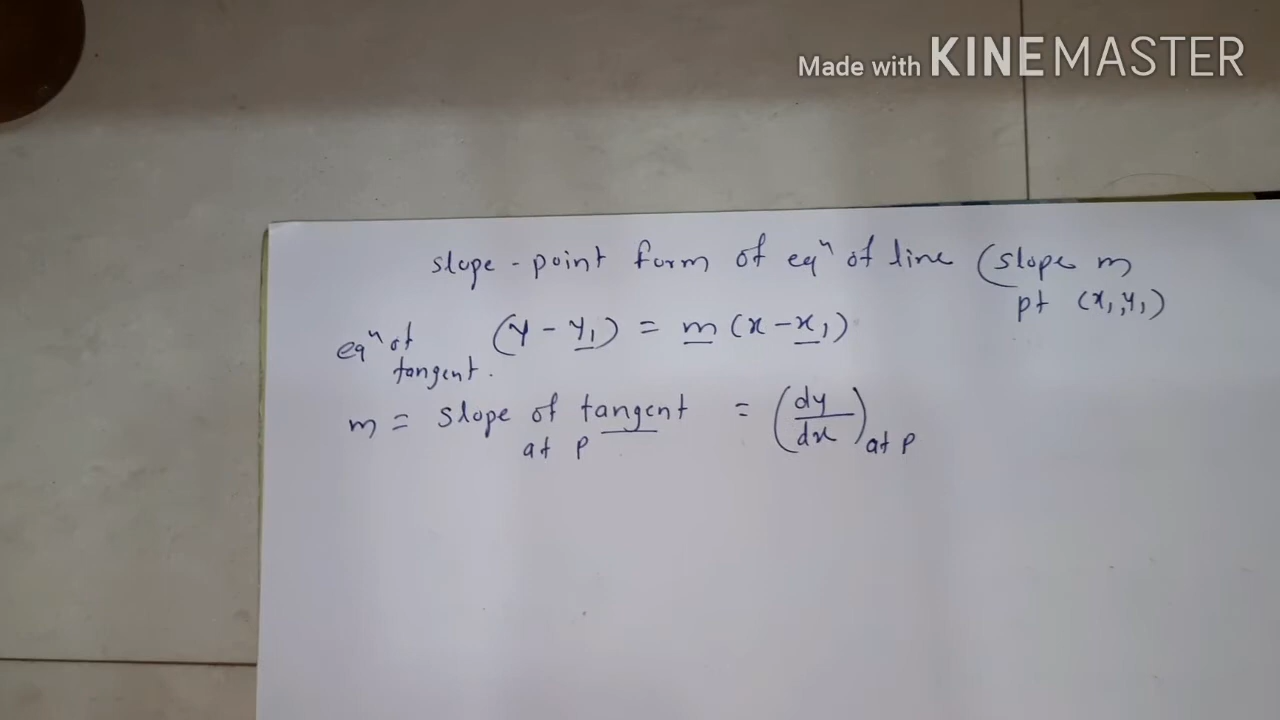 Made with KINEMASTER
slope - point form of eqⁿ of line (slope m
pt (x₁, y₁)
eqⁿ of (y - y₁) = m (x - x₁)
tangent.
m = slope of tangent = (dy/dx) at P
at P